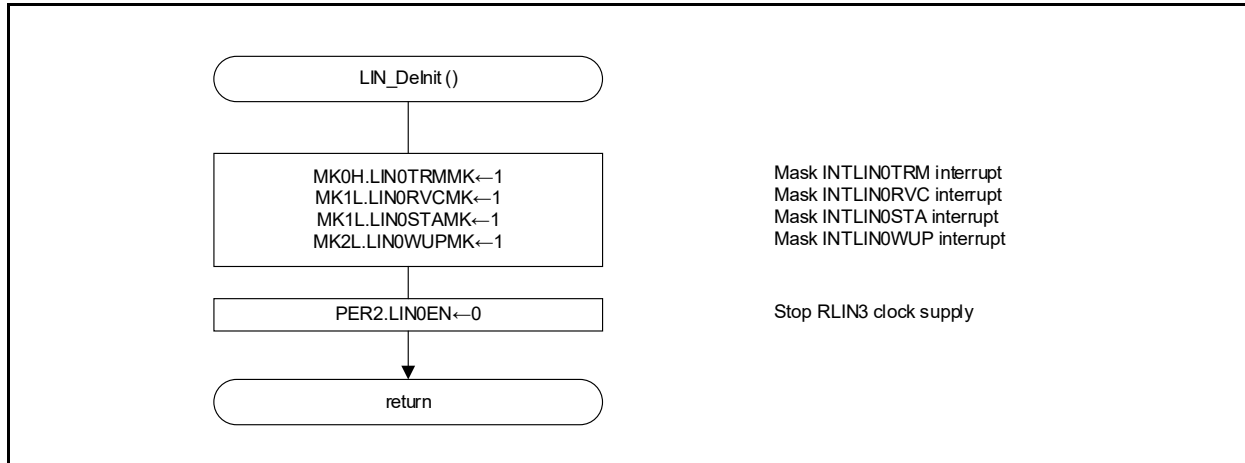 LIN_DeInit ()
MK0H.LIN0TRMMK←1
MK1L.LIN0RVCMK←1
MK1L.LIN0STAMK←1
MK2L.LIN0WUPMK←1
Mask INTLIN0TRM interrupt
Mask INTLIN0RVC interrupt
Mask INTLIN0STA interrupt
Mask INTLIN0WUP interrupt
PER2.LIN0EN←0
Stop RLIN3 clock supply
return